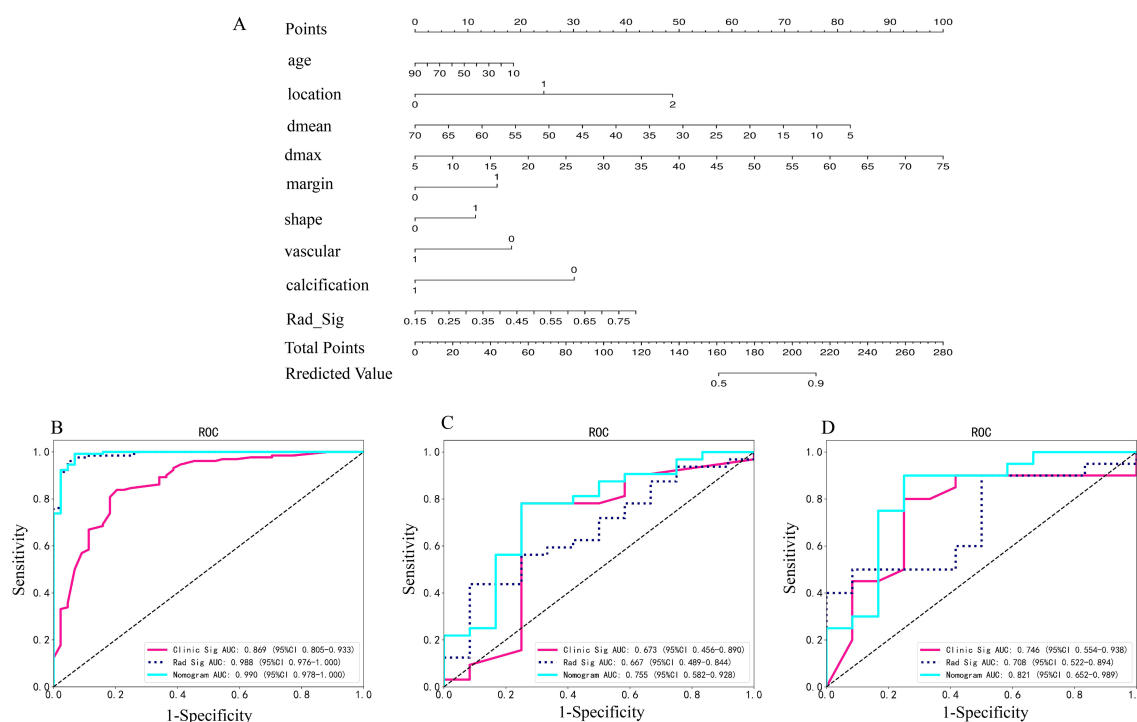 A
Points 0 10 20 30 40 50 60 70 80 90 100
age
90 70 50 30 10
location 0 1 2
dmean
70 65 60 55 50 45 40 35 30 25 20 15 10 5
dmax
5 10 15 20 25 30 35 40 45 50 55 60 65 70 75
margin 0 1
shape 0 1
vascular 1 0
calcification 1 0
Rad_Sig
0.15 0.25 0.35 0.45 0.55 0.65 0.75
Total Points
0 20 40 60 80 100 120 140 160 180 200 220 240 260 280
Rredicted Value
0.5 0.9
B
ROC
Sensitivity
1.0
0.8
0.6
0.4
0.2
0.0
Clinic Sig AUC: 0.869 (95%CI 0.805-0.933)
Rad Sig AUC: 0.988 (95%CI 0.976-1.000)
Nomogram AUC: 0.990 (95%CI 0.978-1.000)
0.0 0.2 0.4 0.6 0.8 1.0
1-Specificity
C
ROC
Sensitivity
1.0
0.8
0.6
0.4
0.2
0.0
Clinic Sig AUC: 0.673 (95%CI 0.456-0.890)
Rad Sig AUC: 0.667 (95%CI 0.489-0.844)
Nomogram AUC: 0.755 (95%CI 0.582-0.928)
0.0 0.2 0.4 0.6 0.8 1.0
1-Specificity
D
ROC
Sensitivity
1.0
0.8
0.6
0.4
0.2
0.0
Clinic Sig AUC: 0.746 (95%CI 0.554-0.938)
Rad Sig AUC: 0.708 (95%CI 0.522-0.894)
Nomogram AUC: 0.821 (95%CI 0.652-0.989)
0.0 0.2 0.4 0.6 0.8 1.0
1-Specificity